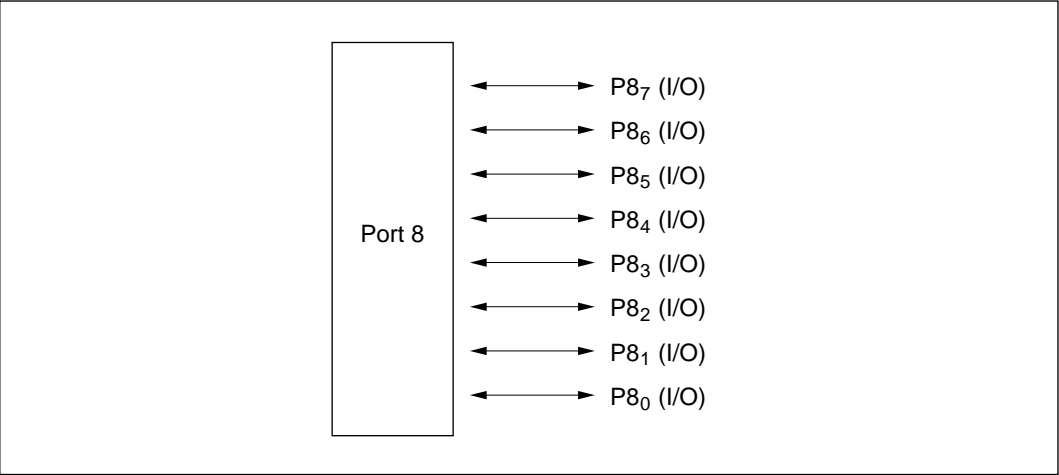 Port 8
P8₇ (I/O)
P8₆ (I/O)
P8₅ (I/O)
P8₄ (I/O)
P8₃ (I/O)
P8₂ (I/O)
P8₁ (I/O)
P8₀ (I/O)